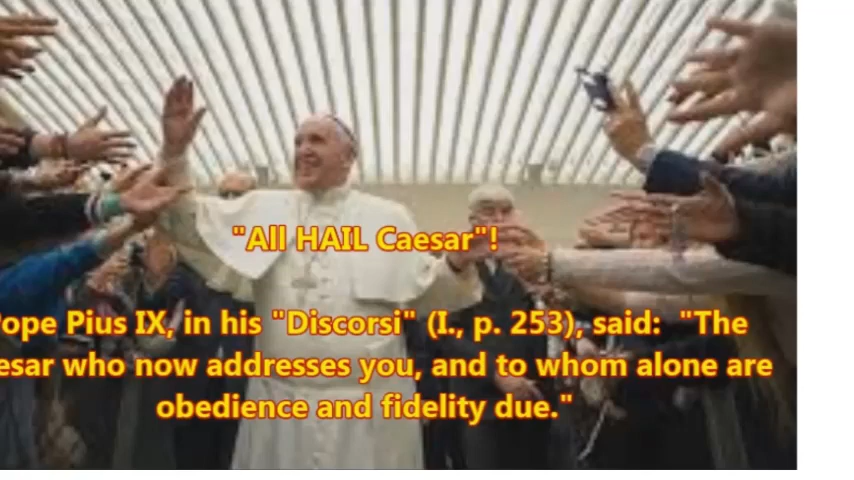 "All HAIL Caesar"!
ope Pius IX, in his "Discorsi" (I., p. 253), said: "The
esar who now addresses you, and to whom alone are
obedience and fidelity due."